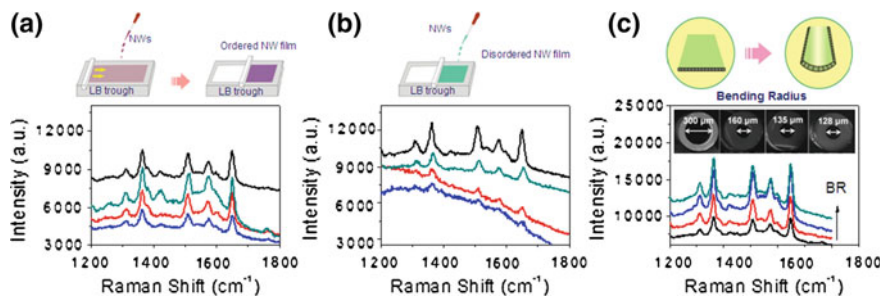 (a)
NWs
Ordered NW film
LB trough
LB trough
12000
9000
6000
3000
Intensity (a.u.)
1200 1400 1600 1800
Raman Shift (cm⁻¹)
(b)
NWs
Disordered NW film
LB trough
12000
9000
6000
3000
Intensity (a.u.)
1200 1400 1600 1800
Raman Shift (cm⁻¹)
(c)
Bending Radius
300 µm 160 µm 135 µm 128 µm
BR
25000
20000
15000
10000
Intensity (a.u.)
1200 1400 1600 1800
Raman Shift (cm⁻¹)